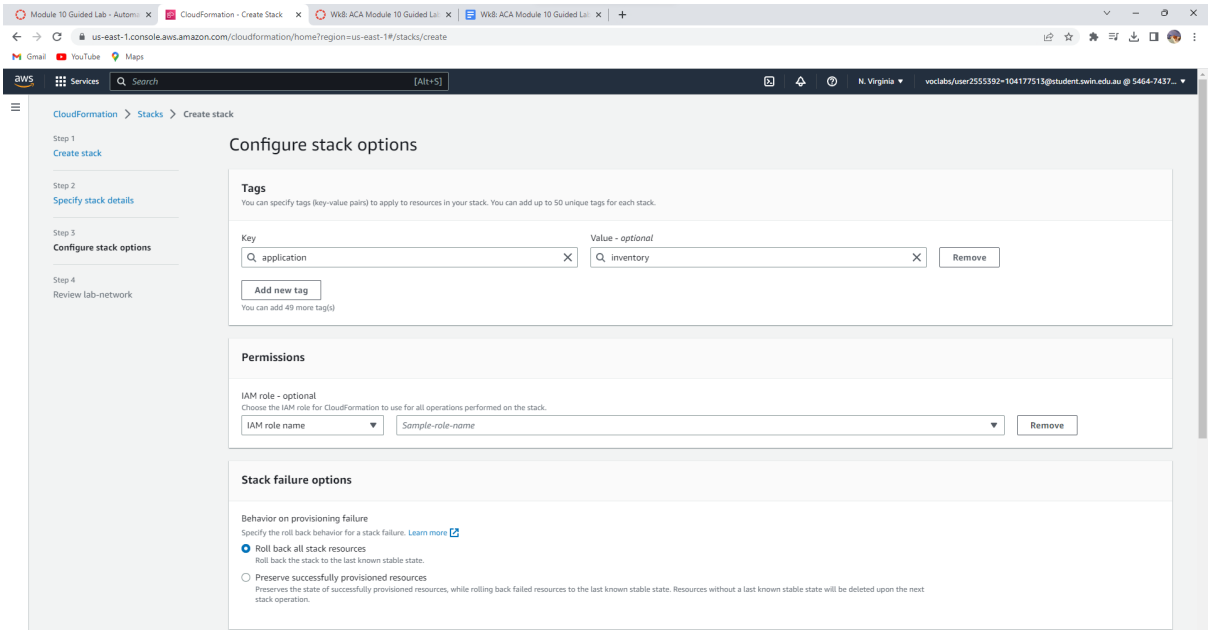 Module 10 Guided Lab - Autom
CloudFormation - Create Stack
Wk8: ACA Module 10 Guided Lab
Wk8: ACA Module 10 Guided Lab
us-east-1.console.aws.amazon.com/cloudformation/home?region=us-east-1#/stacks/create
Gmail
YouTube
Maps
aws
Services
Search
[Alt+S]
N. Virginia
voclabs/user2555392=104177513@student.swin.edu.au @ 5464-7437...
CloudFormation > Stacks > Create stack
Step 1
Create stack
Step 2
Specify stack details
Step 3
Configure stack options
Step 4
Review lab-network
Configure stack options
Tags
You can specify tags (key-value pairs) to apply to resources in your stack. You can add up to 50 unique tags for each stack.
Key
Value - optional
application
inventory
Remove
Add new tag
You can add 49 more tag(s)
Permissions
IAM role - optional
Choose the IAM role for CloudFormation to use for all operations performed on the stack.
IAM role name
Sample-role-name
Remove
Stack failure options
Behavior on provisioning failure
Specify the roll back behavior for a stack failure. Learn more
Roll back all stack resources
Roll back the stack to the last known stable state.
Preserve successfully provisioned resources
Preserves the state of successfully provisioned resources, while rolling back failed resources to the last known stable state. Resources without a last known stable state will be deleted upon the next
stack operation.